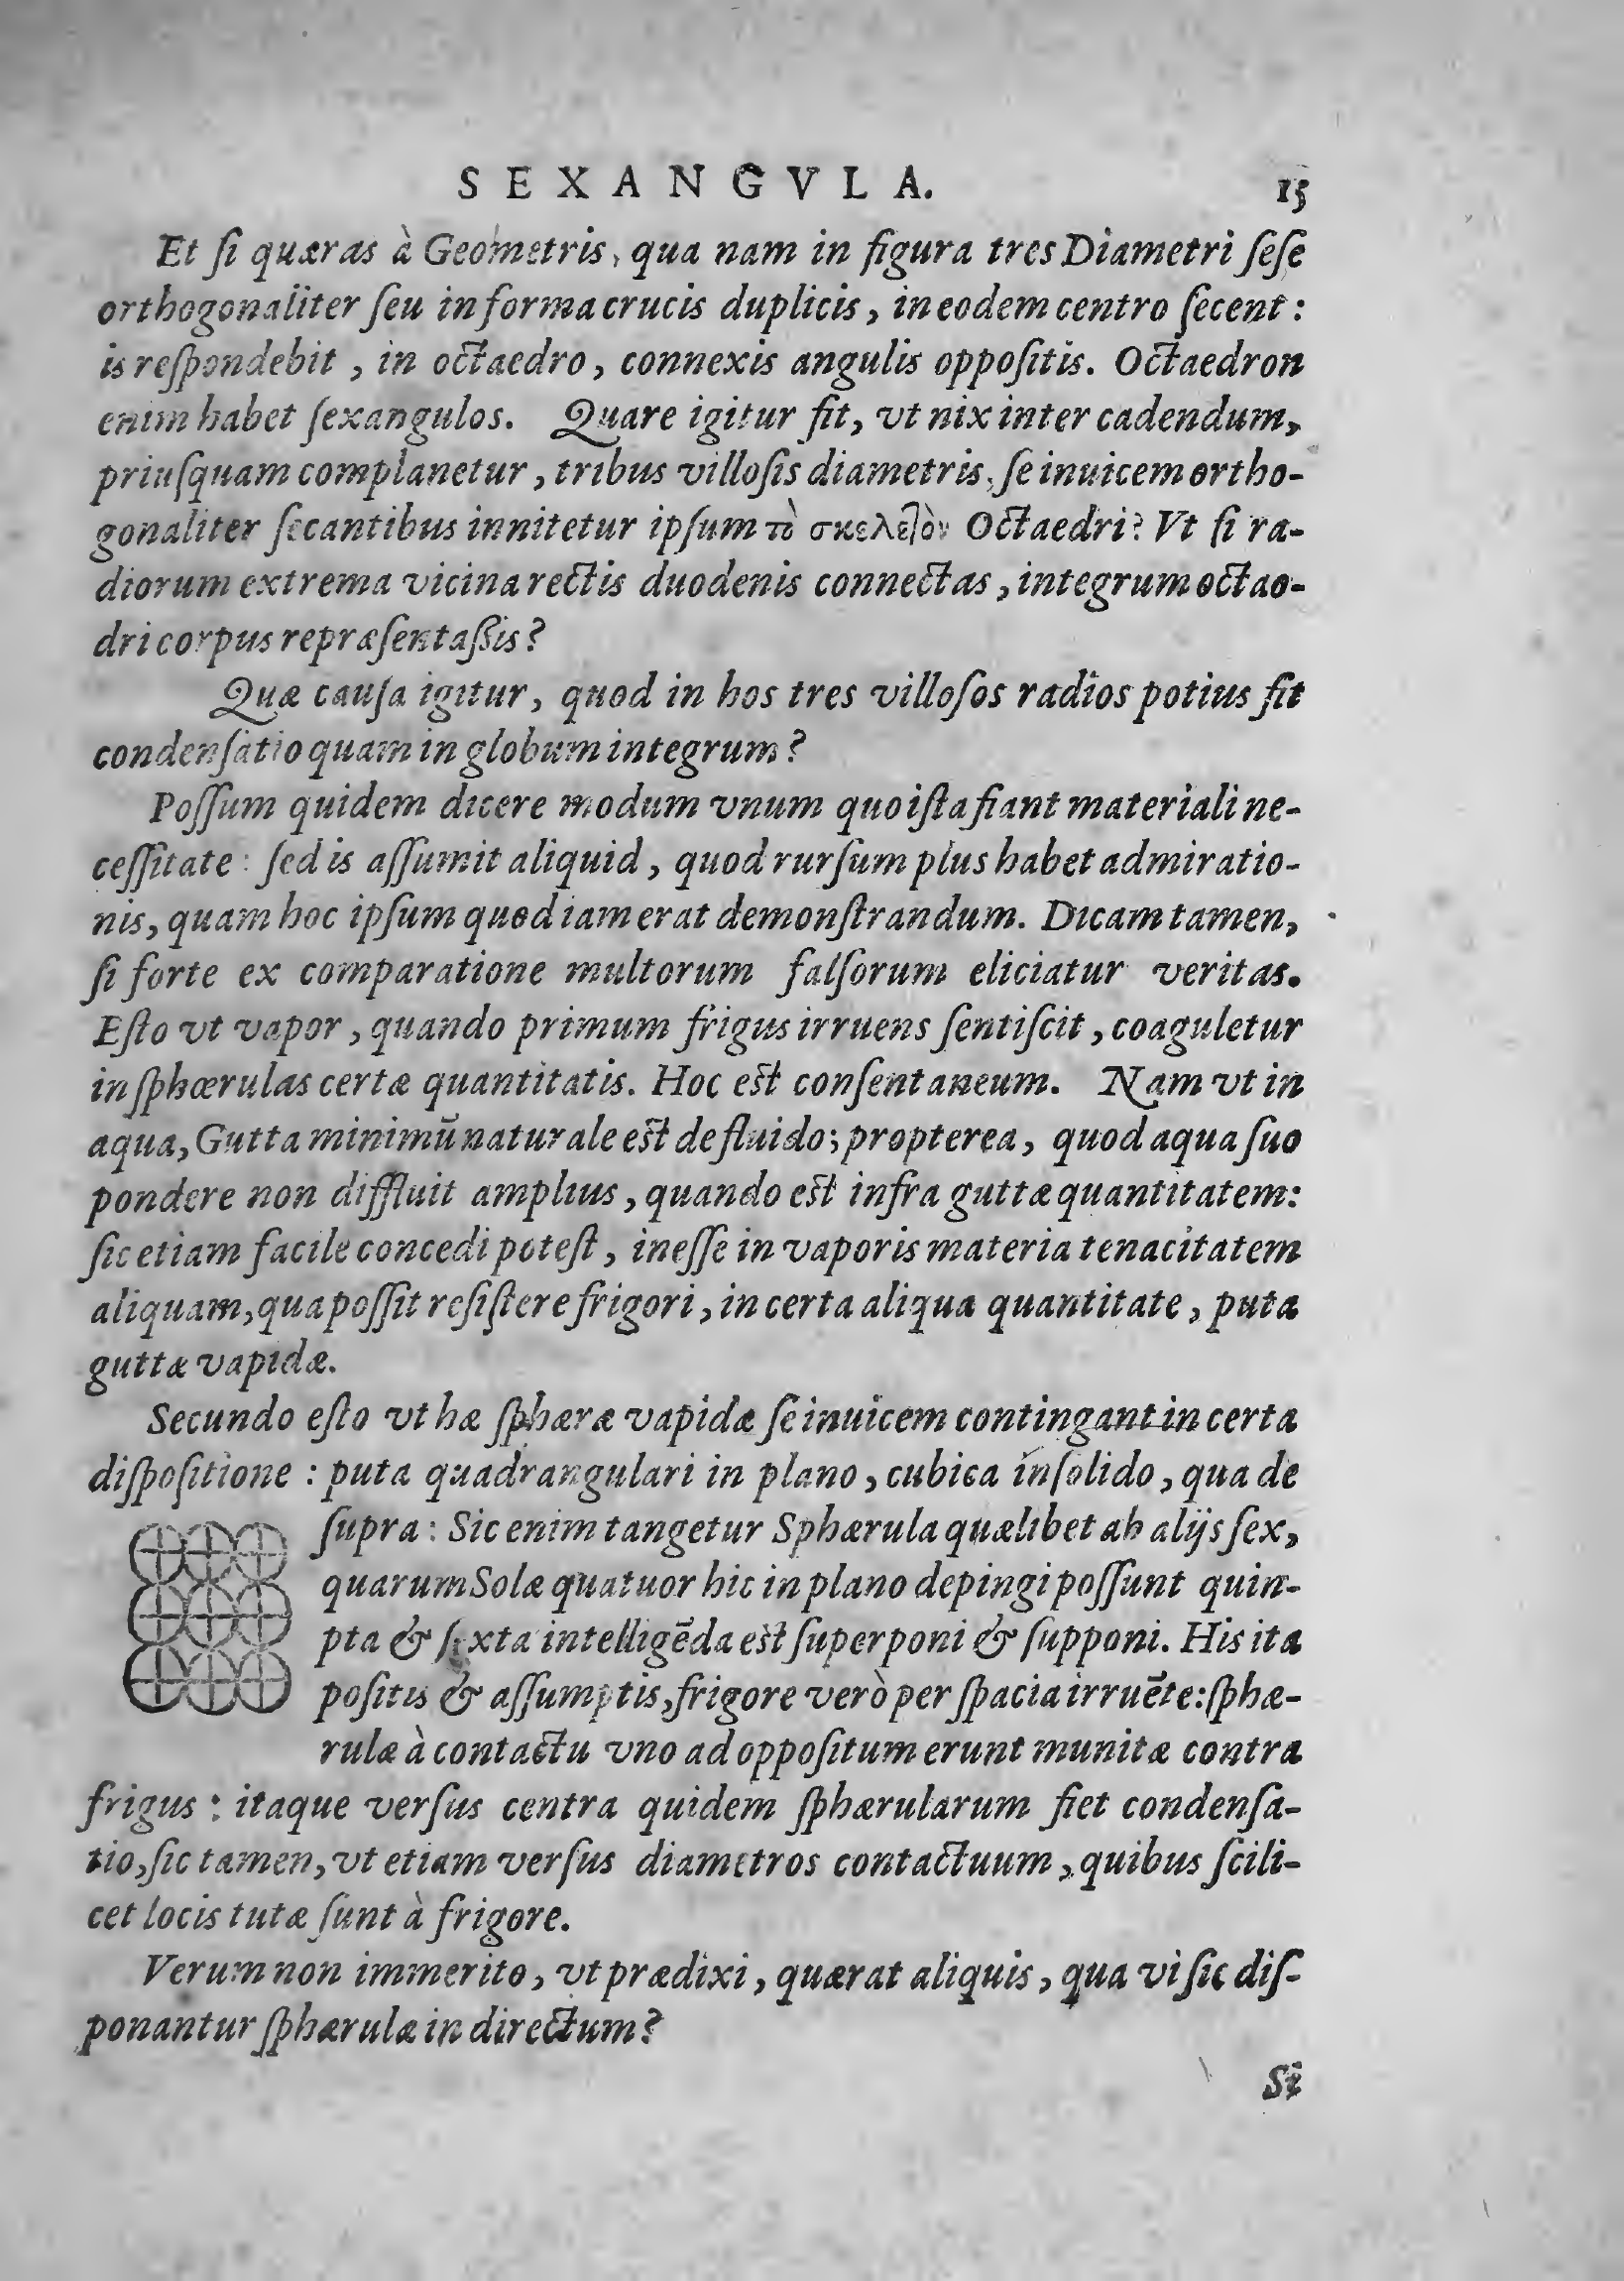 SEXANGVLA. 15
Et ſi quæras à Geometris, qua nam in figura tres Diametri ſeſe
orthogonaliter ſeu in forma crucis duplicis, in eodem centro ſecent:
is reſpondebit, in octaedro, connexis angulis oppoſitis. Octaedron
enim habet ſexangulos. Quare igitur fit, vt nix inter cadendum,
priuſquam complanetur, tribus villoſis diametris, ſe inuicem ortho-
gonaliter ſecantibus innitetur ipſum τὸ σκελετὸν Octaedri? Vt ſi ra-
diorum extrema vicina rectis duodenis connectas, integrum octao-
dri corpus repræſentaſſis?
Quæ cauſa igitur, quod in hos tres villoſos radios potius fit
condenſatio quam in globum integrum?
Poſſum quidem dicere modum vnum quo iſta fiant materiali ne-
ceſſitate: ſed is aſſumit aliquid, quod rurſum plus habet admiratio-
nis, quam hoc ipſum quod iam erat demonſtrandum. Dicam tamen,
ſi forte ex comparatione multorum falſorum eliciatur veritas.
Eſto vt vapor, quando primum frigus irruens ſentiſcit, coaguletur
in ſphœrulas certæ quantitatis. Hoc eſt conſentaneum. Nam vt in
aqua, Gutta minimū naturale eſt de fluido; propterea, quod aqua ſuo
pondere non diffluit amplius, quando eſt infra guttæ quantitatem:
ſic etiam facile concedi poteſt, ineſſe in vaporis materia tenacitatem
aliquam, qua poſſit reſiſtere frigori, in certa aliqua quantitate, puta
guttæ vapidæ.
Secundo eſto vt hæ ſphæræ vapidæ ſe inuicem contingant in certa
diſpoſitione: puta quadrangulari in plano, cubica in ſolido, qua de
ſupra: Sic enim tangetur Sphærula quælibet ab alijs ſex,
quarum Solæ quatuor hic in plano depingi poſſunt quin-
pta & ſexta intelligēda eſt ſuperponi & ſupponi. His ita
poſitis & aſſumptis, frigore verò per ſpacia irruēte: ſphæ-
rulæ à contactu vno ad oppoſitum erunt munitæ contra
frigus: itaque verſus centra quidem ſphærularum fiet condenſa-
tio, ſic tamen, vt etiam verſus diametros contactuum, quibus ſcili-
cet locis tutæ ſunt à frigore.
Verum non immerito, vt prædixi, quærat aliquis, qua vi ſic diſ-
ponantur ſphærulæ in directum?
Si